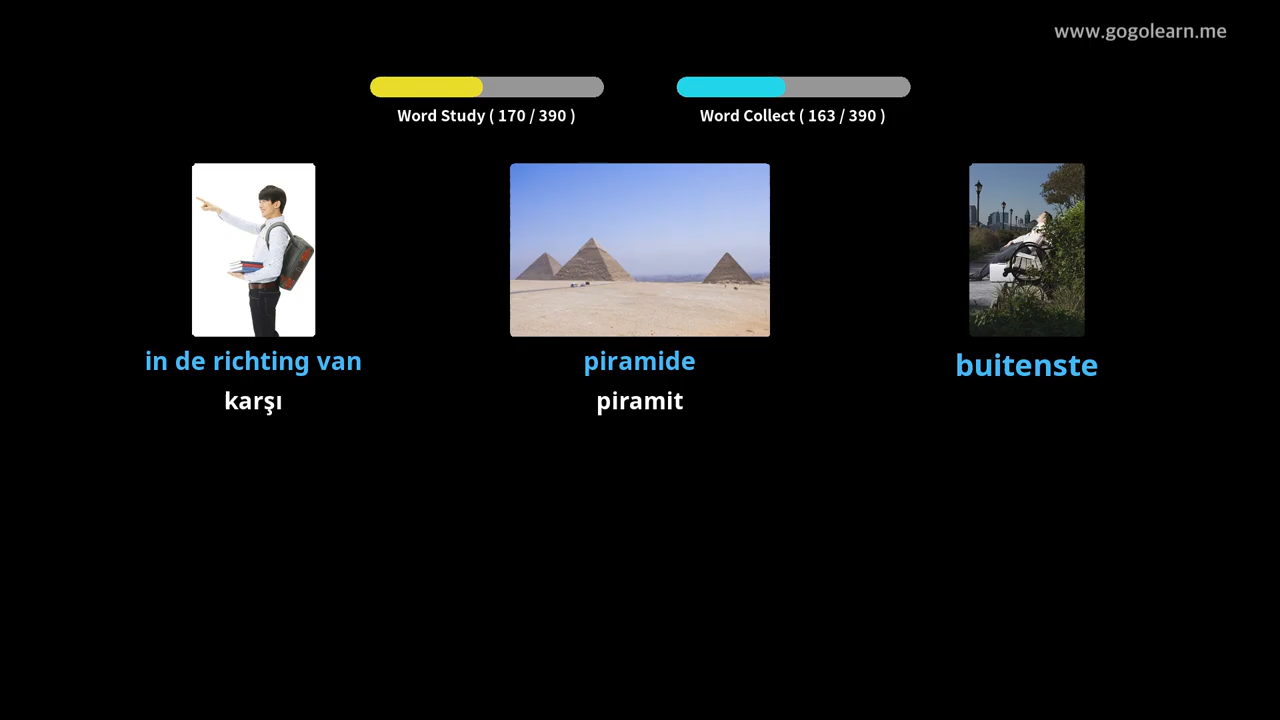 www.gogolearn.me
Word Study ( 170 / 390 )
Word Collect ( 163 / 390 )
in de richting van
karşı
piramide
piramit
buitenste